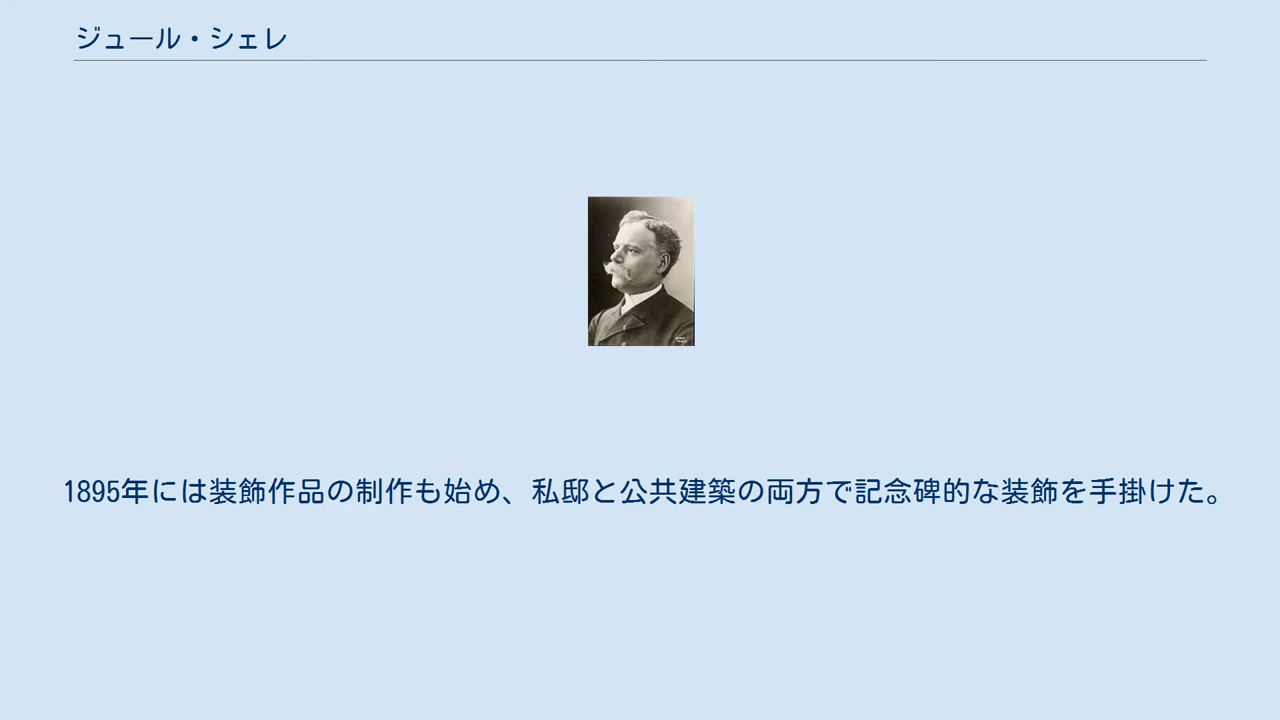 ジュール・シェレ
1895年には装飾作品の制作も始め、私邸と公共建築の両方で記念碑的な装飾を手掛けた。